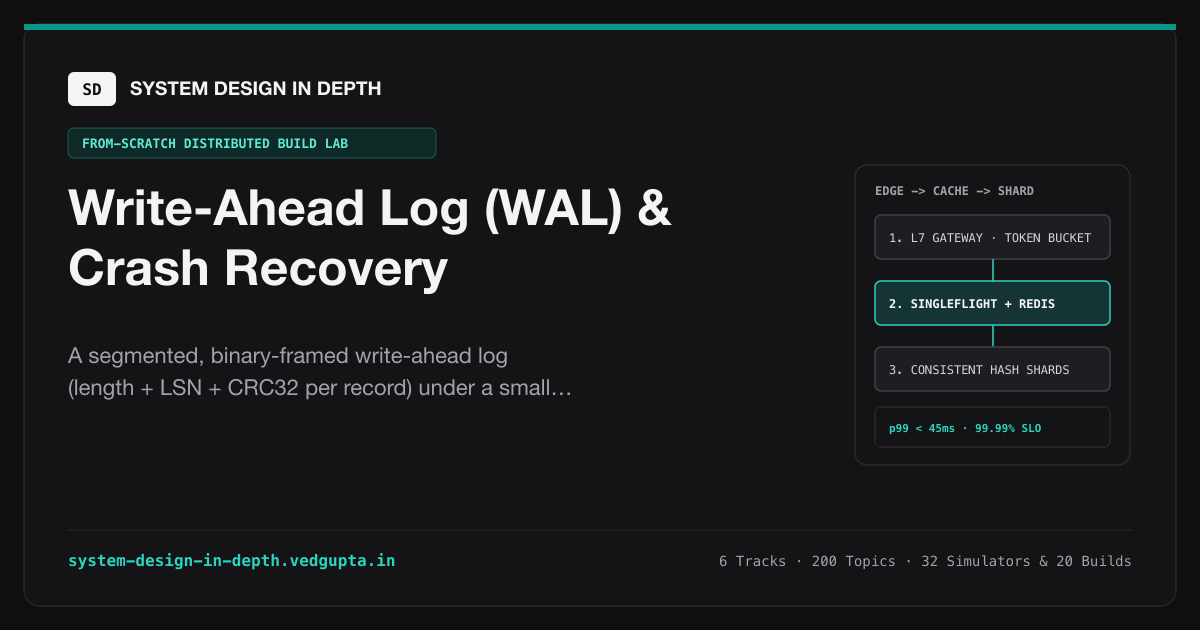 SD SYSTEM DESIGN IN DEPTH
FROM–SCRATCH DISTRIBUTED BUILD LAB
Write-Ahead Log (WAL) &
Crash Recovery
A segmented, binary-framed write-ahead log
(length + LSN + CRC32 per record) under a small…
EDGE –> CACHE –> SHARD
1. L7 GATEWAY · TOKEN BUCKET
2. SINGLEFLIGHT + REDIS
3. CONSISTENT HASH SHARDS
p99 < 45ms · 99.99% SLO
system–design–in–depth.vedgupta.in
6 Tracks · 200 Topics · 32 Simulators & 20 Builds